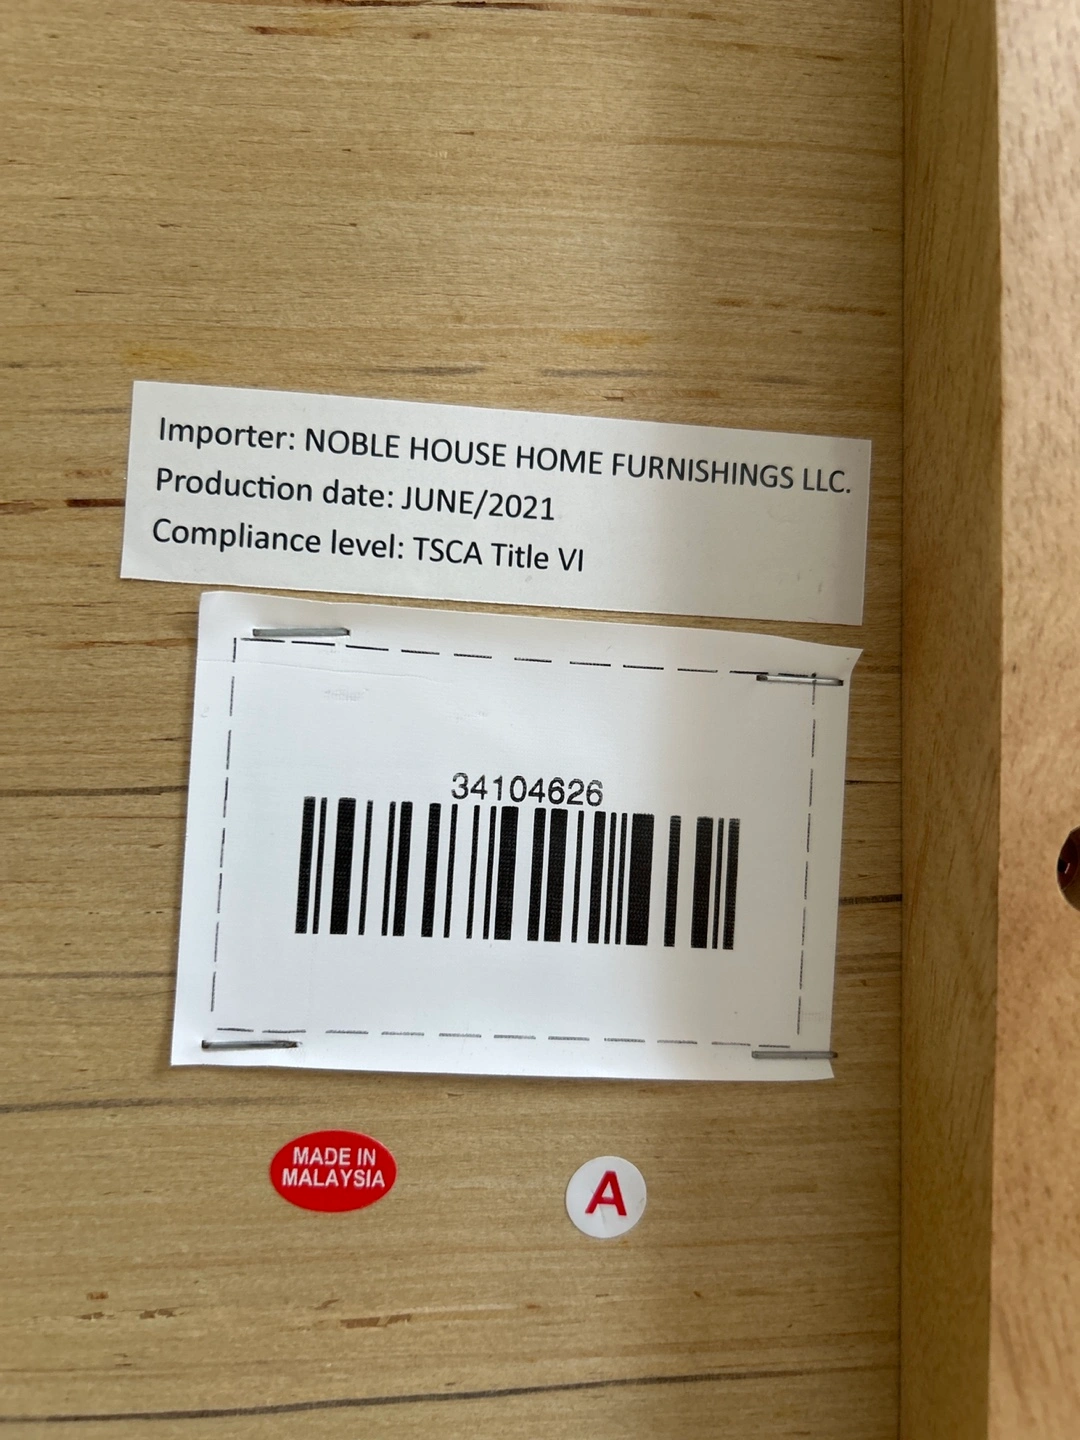 Importer: NOBLE HOUSE HOME FURNISHINGS LLC.
Production date: JUNE/2021
Compliance level: TSCA Title VI
34104626
MADE IN
MALAYSIA
A